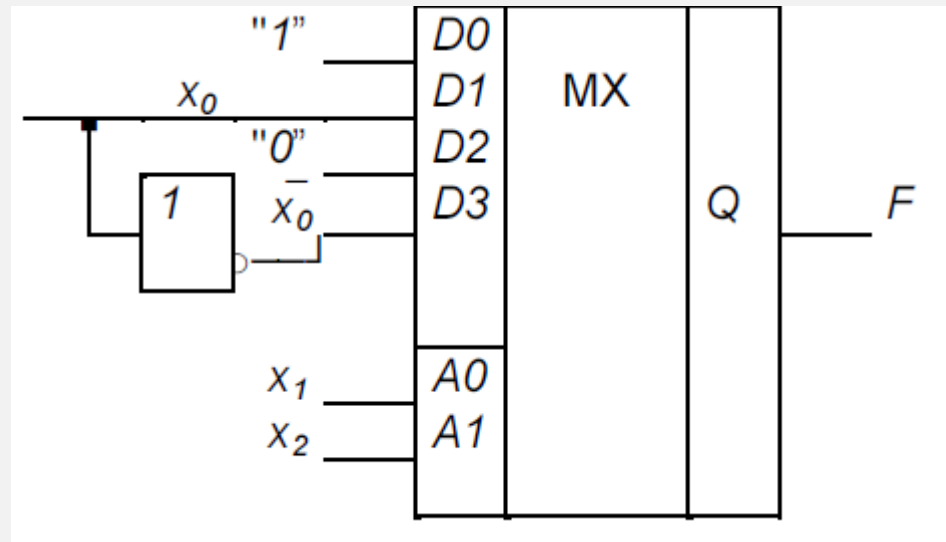 "1" D0
x₀ D1 MX
"0" D2
1 x̅₀ D3 Q F
x₁ A0
x₂ A1